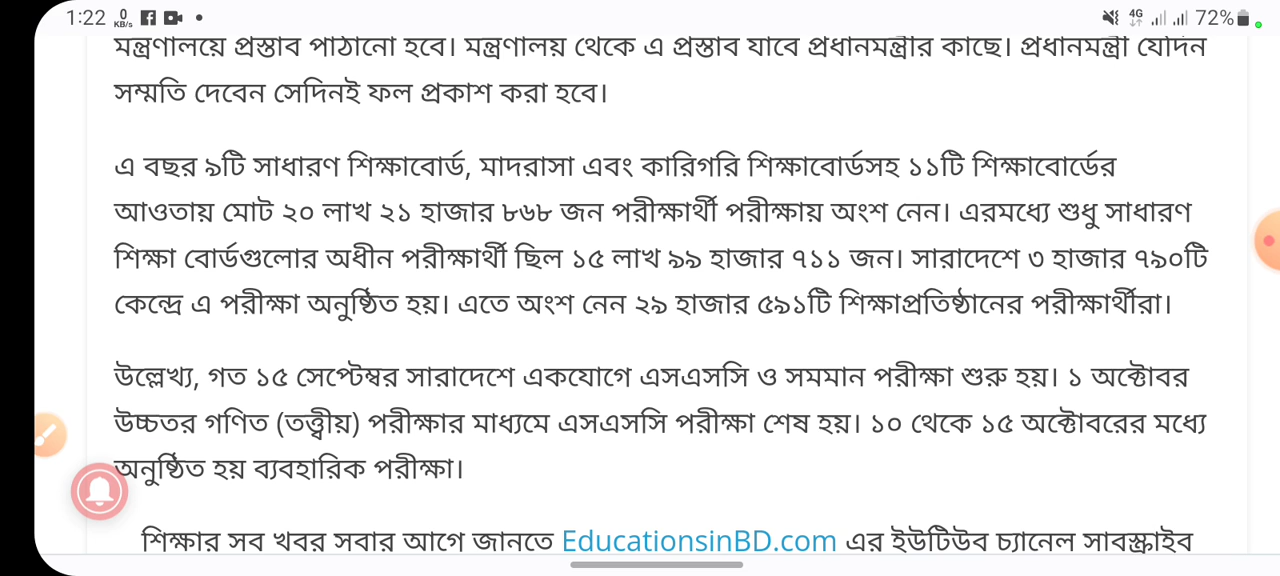 1:22 0 KB/s 4G 72%
মন্ত্রণালয়ে প্রস্তাব পাঠানো হবে। মন্ত্রণালয় থেকে এ প্রস্তাব যাবে প্রধানমন্ত্রীর কাছে। প্রধানমন্ত্রী যেদিন
সম্মতি দেবেন সেদিনই ফল প্রকাশ করা হবে।
এ বছর ৯টি সাধারণ শিক্ষাবোর্ড, মাদরাসা এবং কারিগরি শিক্ষাবোর্ডসহ ১১টি শিক্ষাবোর্ডের
আওতায় মোট ২০ লাখ ২১ হাজার ৮৬৮ জন পরীক্ষার্থী পরীক্ষায় অংশ নেন। এরমধ্যে শুধু সাধারণ
শিক্ষা বোর্ডগুলোর অধীন পরীক্ষার্থী ছিল ১৫ লাখ ৯৯ হাজার ৭১১ জন। সারাদেশে ৩ হাজার ৭৯০টি
কেন্দ্রে এ পরীক্ষা অনুষ্ঠিত হয়। এতে অংশ নেন ২৯ হাজার ৫৯১টি শিক্ষাপ্রতিষ্ঠানের পরীক্ষার্থীরা।
উল্লেখ্য, গত ১৫ সেপ্টেম্বর সারাদেশে একযোগে এসএসসি ও সমমান পরীক্ষা শুরু হয়। ১ অক্টোবর
উচ্চতর গণিত (তত্ত্বীয়) পরীক্ষার মাধ্যমে এসএসসি পরীক্ষা শেষ হয়। ১০ থেকে ১৫ অক্টোবরের মধ্যে
অনুষ্ঠিত হয় ব্যবহারিক পরীক্ষা।
শিক্ষার সব খবর সবার আগে জানতে EducationsinBD.com এর ইউটিউব চ্যানেল সাবস্ক্রাইব